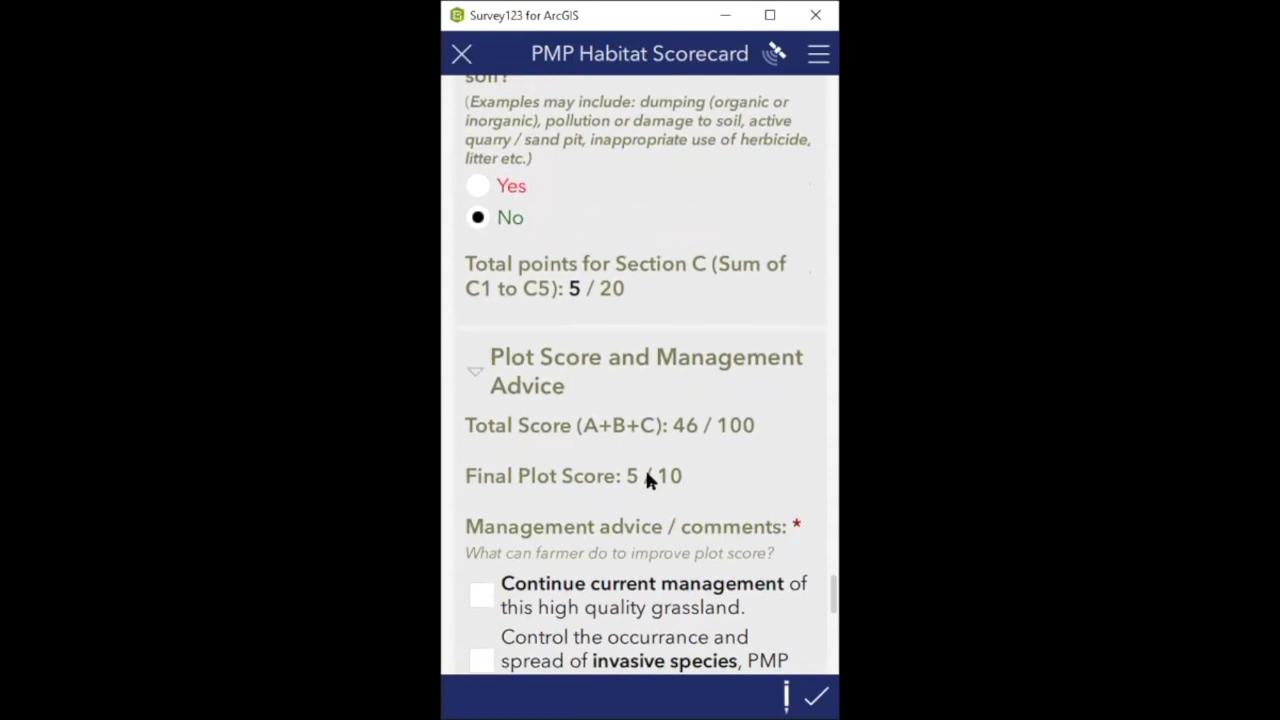 Survey123 for ArcGIS
PMP Habitat Scorecard
soil?
(Examples may include: dumping (organic or
inorganic), pollution or damage to soil, active
quarry / sand pit, inappropriate use of herbicide,
litter etc.)
Yes
No
Total points for Section C (Sum of
C1 to C5): 5 / 20
Plot Score and Management
Advice
Total Score (A+B+C): 46 / 100
Final Plot Score: 5 / 10
Management advice / comments: *
What can farmer do to improve plot score?
Continue current management of
this high quality grassland.
Control the occurrance and
spread of invasive species, PMP